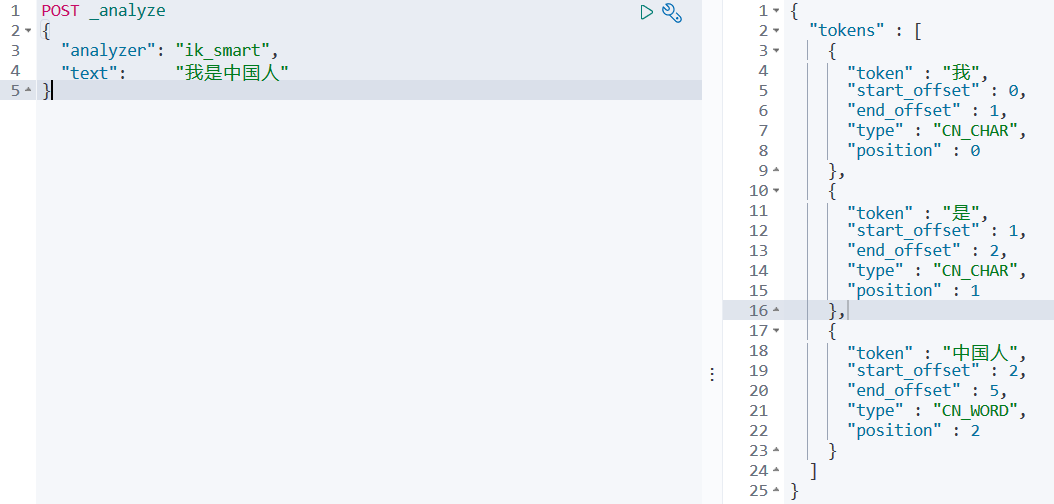 1 POST _analyze
2 {
3 "analyzer": "ik_smart",
4 "text": "我是中国人"
5 }
1 {
2 "tokens" : [
3 {
4 "token" : "我",
5 "start_offset" : 0,
6 "end_offset" : 1,
7 "type" : "CN_CHAR",
8 "position" : 0
9 },
10 {
11 "token" : "是",
12 "start_offset" : 1,
13 "end_offset" : 2,
14 "type" : "CN_CHAR",
15 "position" : 1
16 },
17 {
18 "token" : "中国人",
19 "start_offset" : 2,
20 "end_offset" : 5,
21 "type" : "CN_WORD",
22 "position" : 2
23 }
24 ]
25 }